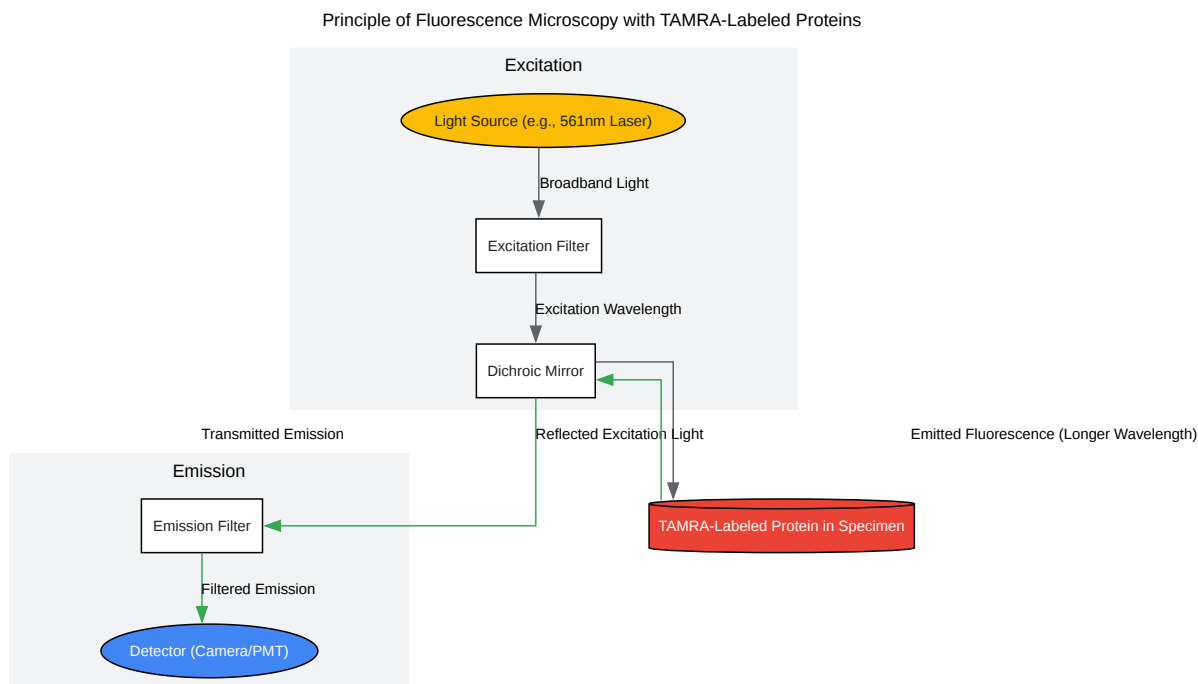 Principle of Fluorescence Microscopy with TAMRA-Labeled Proteins
Excitation
Light Source (e.g., 561nm Laser)
Broadband Light
Excitation Filter
Excitation Wavelength
Dichroic Mirror
Transmitted Emission
Reflected Excitation Light
Emitted Fluorescence (Longer Wavelength)
Emission
Emission Filter
TAMRA-Labeled Protein in Specimen
Filtered Emission
Detector (Camera/PMT)